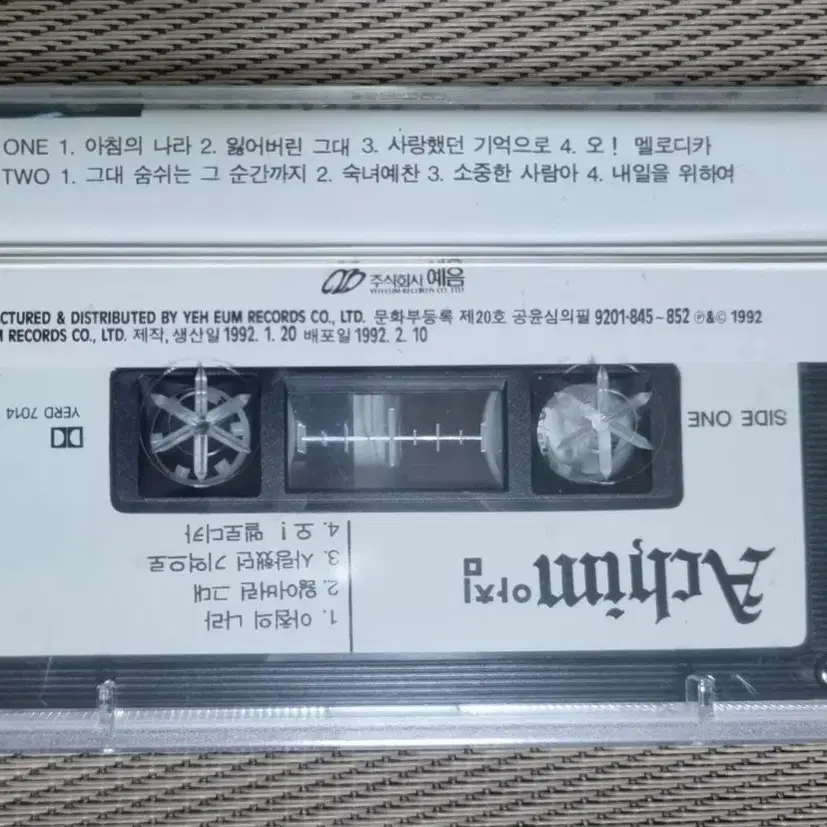 ONE 1. 아침의 나라 2. 잃어버린 그대 3. 사랑했던 기억으로 4. 오! 멜로디카
TWO 1. 그대 숨쉬는 그 순간까지 2. 숙녀예찬 3. 소중한 사람아 4. 내일을 위하여
주식회사 예음
YEH EUM RECORDS CO., LTD.
CTURED & DISTRIBUTED BY YEH EUM RECORDS CO., LTD. 문화부등록 제20호 공윤심의필 9201-845~852 ℗&© 1992
M RECORDS CO., LTD. 제작, 생산일 1992. 1. 20 배포일 1992. 2. 10
SIDE ONE
YERD 7014
Achim 아침
1. 아침의 나라
2. 잃어버린 그대
3. 사랑했던 기억으로
4. 오! 멜로디카